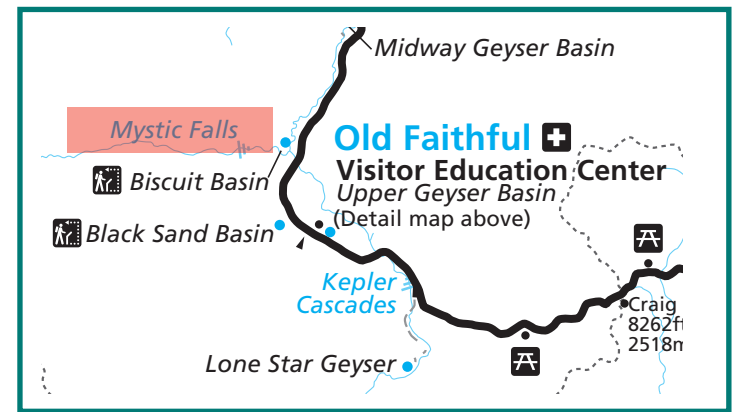 Midway Geyser Basin
Mystic Falls
Old Faithful
Visitor Education Center
Biscuit Basin
Upper Geyser Basin
(Detail map above)
Black Sand Basin
Kepler
Cascades
Craig
8262ft
2518m
Lone Star Geyser